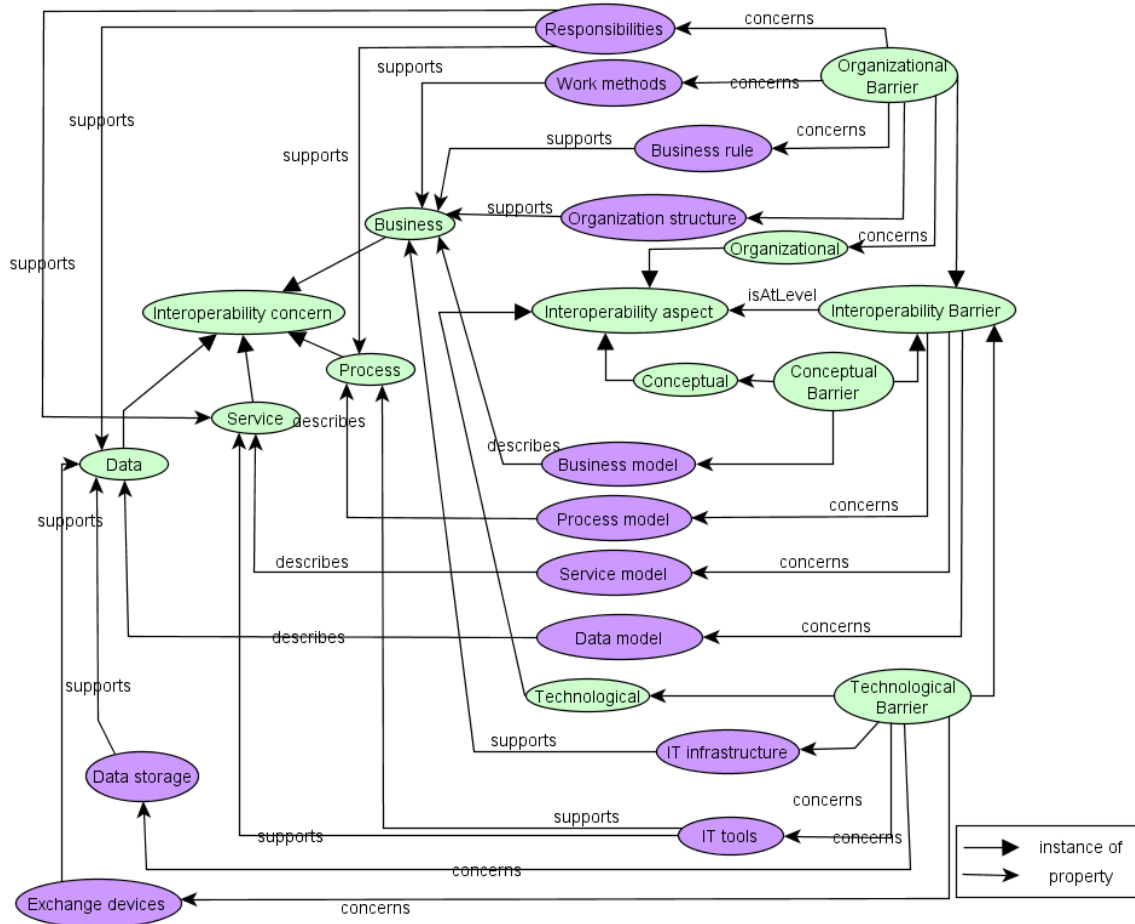 concerns
Responsibilities
Organizational
Barrier
supports
Work methods
concerns
supports
concerns
supports
Business rule
supports
Organization structure
supports
Business
concerns
Organizational
supports
isAtLevel
Interoperability concern
Interoperability aspect
Interoperability Barrier
Process
Conceptual
Conceptual
Barrier
Service
describes
describes
Data
Business model
concerns
supports
Process model
describes
Service model
concerns
describes
Data model
concerns
supports
Technological
Technological
Barrier
supports
IT infrastructure
Data storage
concerns
supports
supports
IT tools
concerns
instance of
concerns
property
Exchange devices
concerns